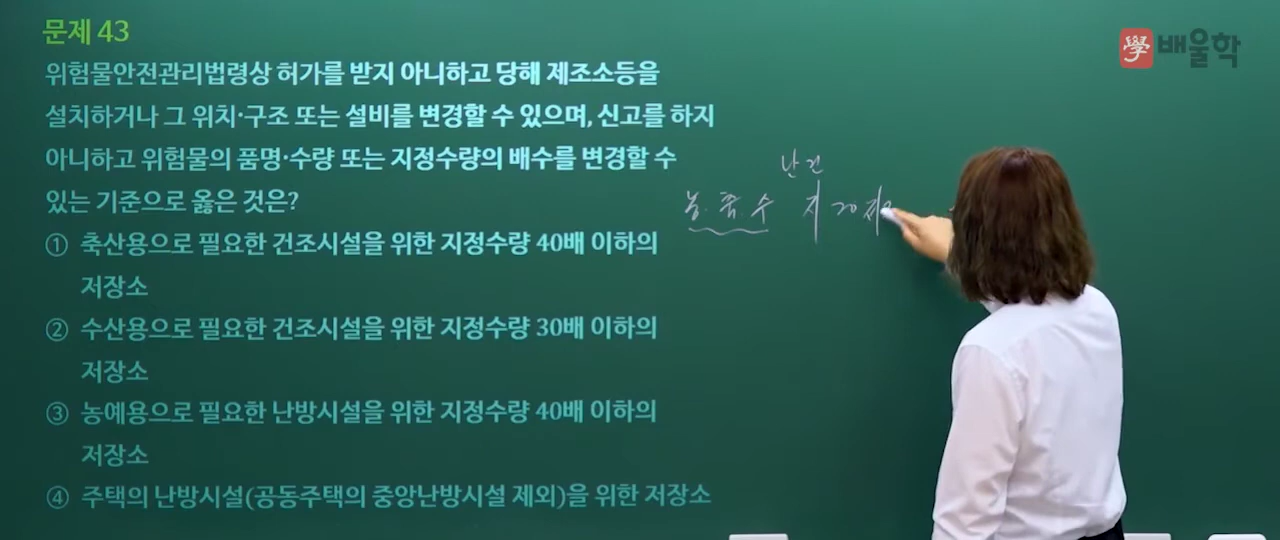 문제 43
學 배울학
위험물안전관리법령상 허가를 받지 아니하고 당해 제조소등을
설치하거나 그 위치·구조 또는 설비를 변경할 수 있으며, 신고를 하지
아니하고 위험물의 품명·수량 또는 지정수량의 배수를 변경할 수
있는 기준으로 옳은 것은?
난 건
농. 축 수 지 20
① 축산용으로 필요한 건조시설을 위한 지정수량 40배 이하의
저장소
② 수산용으로 필요한 건조시설을 위한 지정수량 30배 이하의
저장소
③ 농예용으로 필요한 난방시설을 위한 지정수량 40배 이하의
저장소
④ 주택의 난방시설(공동주택의 중앙난방시설 제외)을 위한 저장소